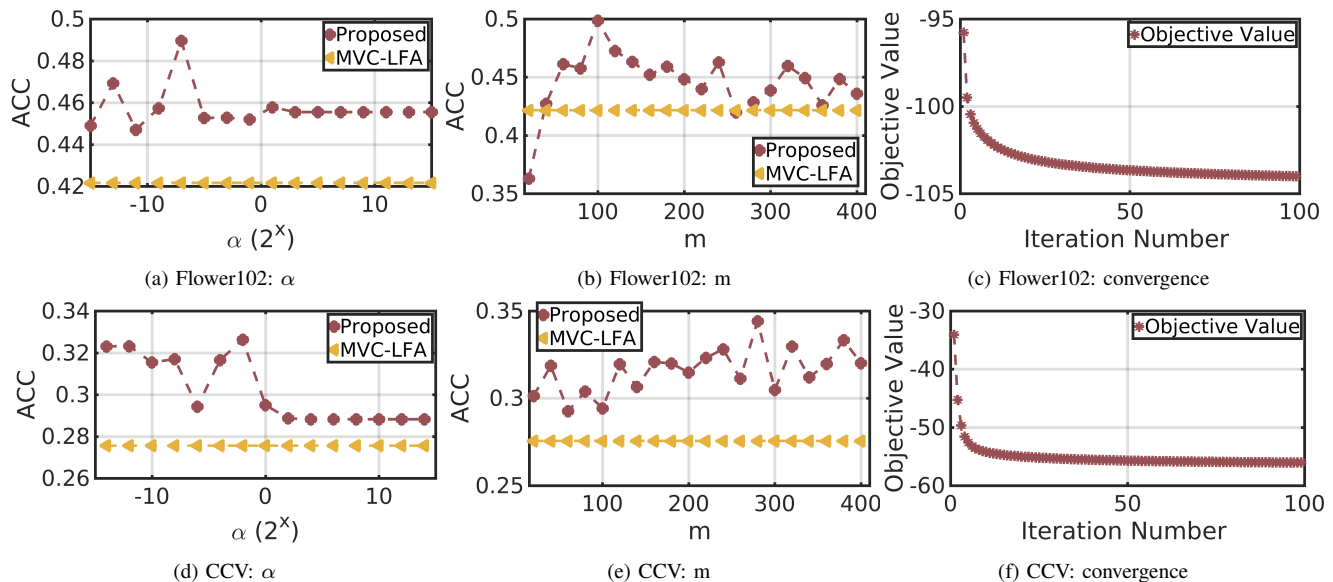 0.5
0.48
0.46
0.44
0.42
ACC
Proposed
MVC-LFA
-10
0
10
α (2^x)
(a) Flower102: α
0.5
0.45
0.4
0.35
ACC
Proposed
MVC-LFA
100
200
300
400
m
(b) Flower102: m
-95
-100
-105
Objective Value
Objective Value
0
50
100
Iteration Number
(c) Flower102: convergence
0.34
0.32
0.3
0.28
0.26
ACC
Proposed
MVC-LFA
-10
0
10
α (2^x)
(d) CCV: α
0.35
0.3
0.25
ACC
Proposed
MVC-LFA
100
200
300
400
m
(e) CCV: m
-30
-40
-50
-60
Objective Value
Objective Value
0
50
100
Iteration Number
(f) CCV: convergence